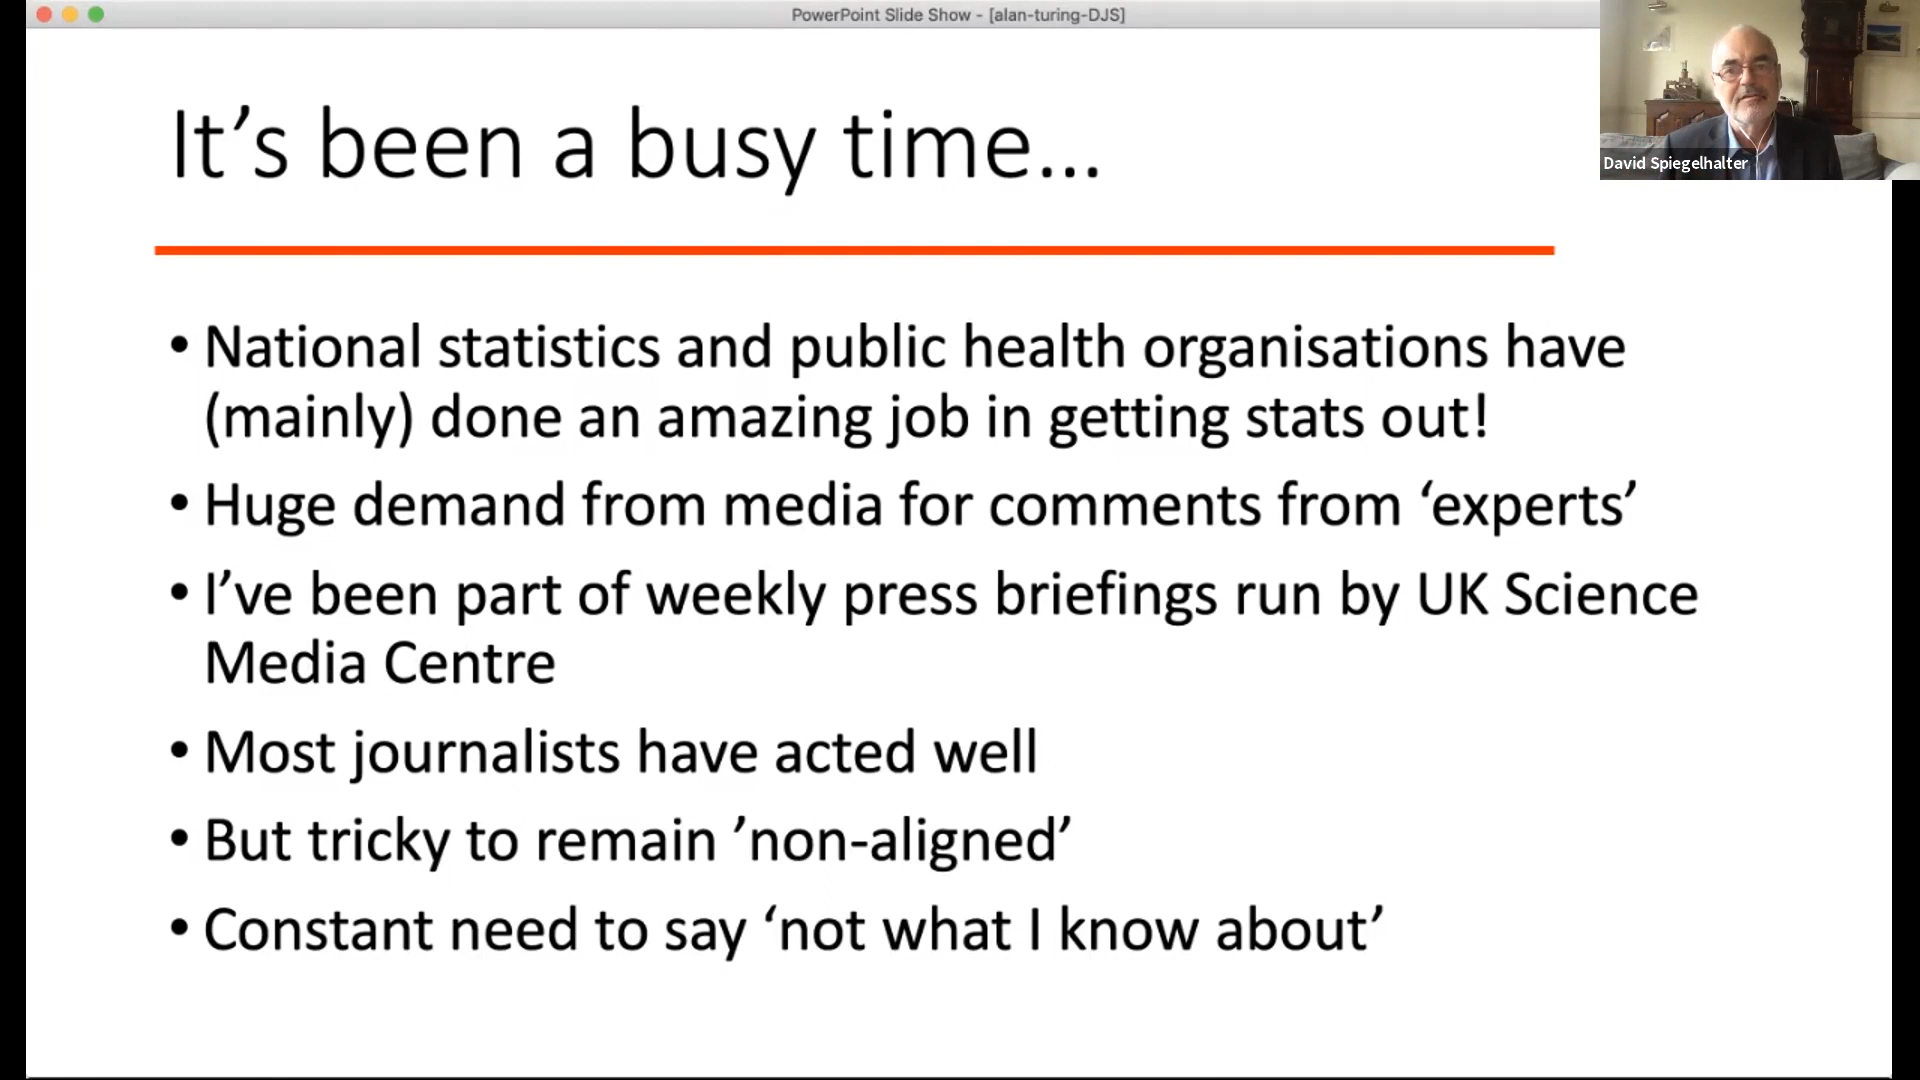 PowerPoint Slide Show - [alan-turing-DJS]
It’s been a busy time...
David Spiegelhalter
• National statistics and public health organisations have
(mainly) done an amazing job in getting stats out!
• Huge demand from media for comments from ‘experts’
• I’ve been part of weekly press briefings run by UK Science
Media Centre
• Most journalists have acted well
• But tricky to remain ’non-aligned’
• Constant need to say ‘not what I know about’